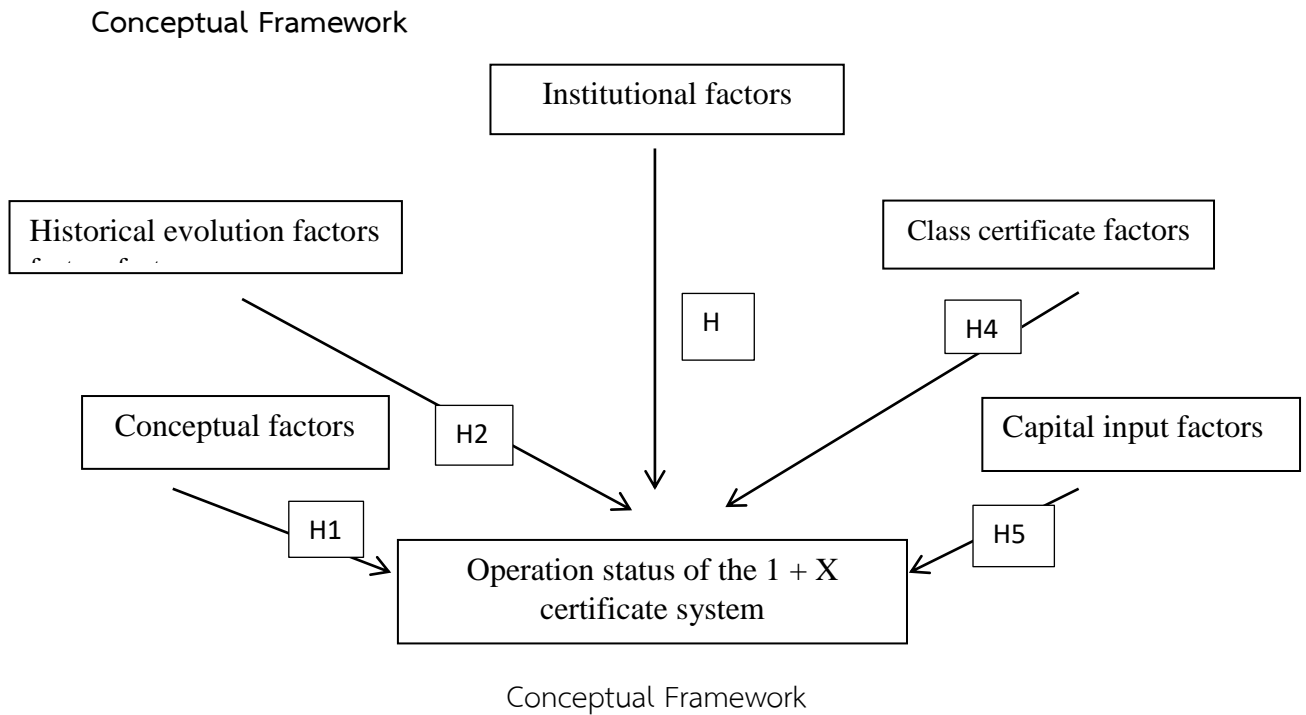 Conceptual Framework
Institutional factors
Historical evolution factors
Class certificate factors
H
H4
Conceptual factors
H2
Capital input factors
H1
H5
Operation status of the 1 + X
certificate system
Conceptual Framework